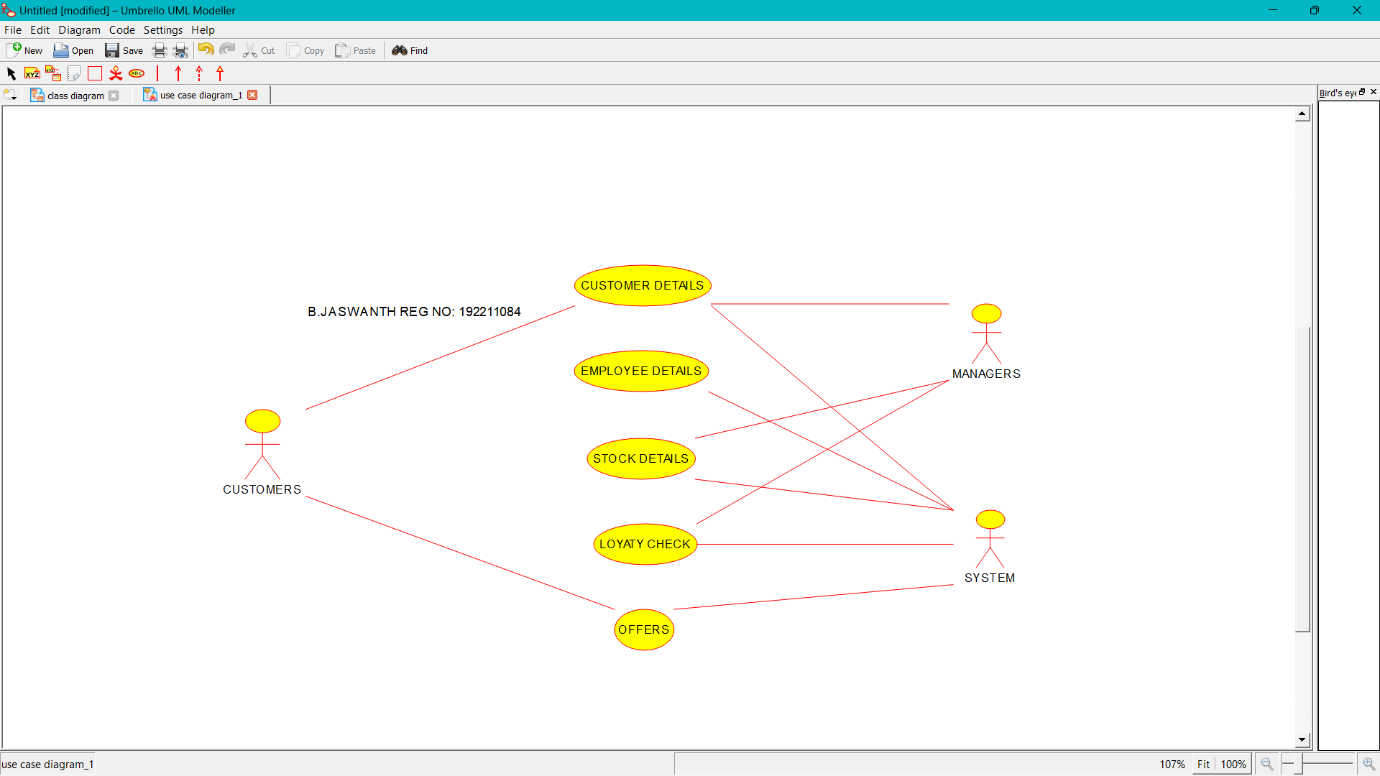 Untitled [modified] – Umbrello UML Modeller
File Edit Diagram Code Settings Help
New Open Save Cut Copy Paste Find
XYZ ABC
class diagram use case diagram_1 Bird's eye
B.JASWANTH REG NO: 192211084
CUSTOMER DETAILS
EMPLOYEE DETAILS
MANAGERS
STOCK DETAILS
CUSTOMERS
LOYATY CHECK
SYSTEM
OFFERS
use case diagram_1 107% Fit 100%